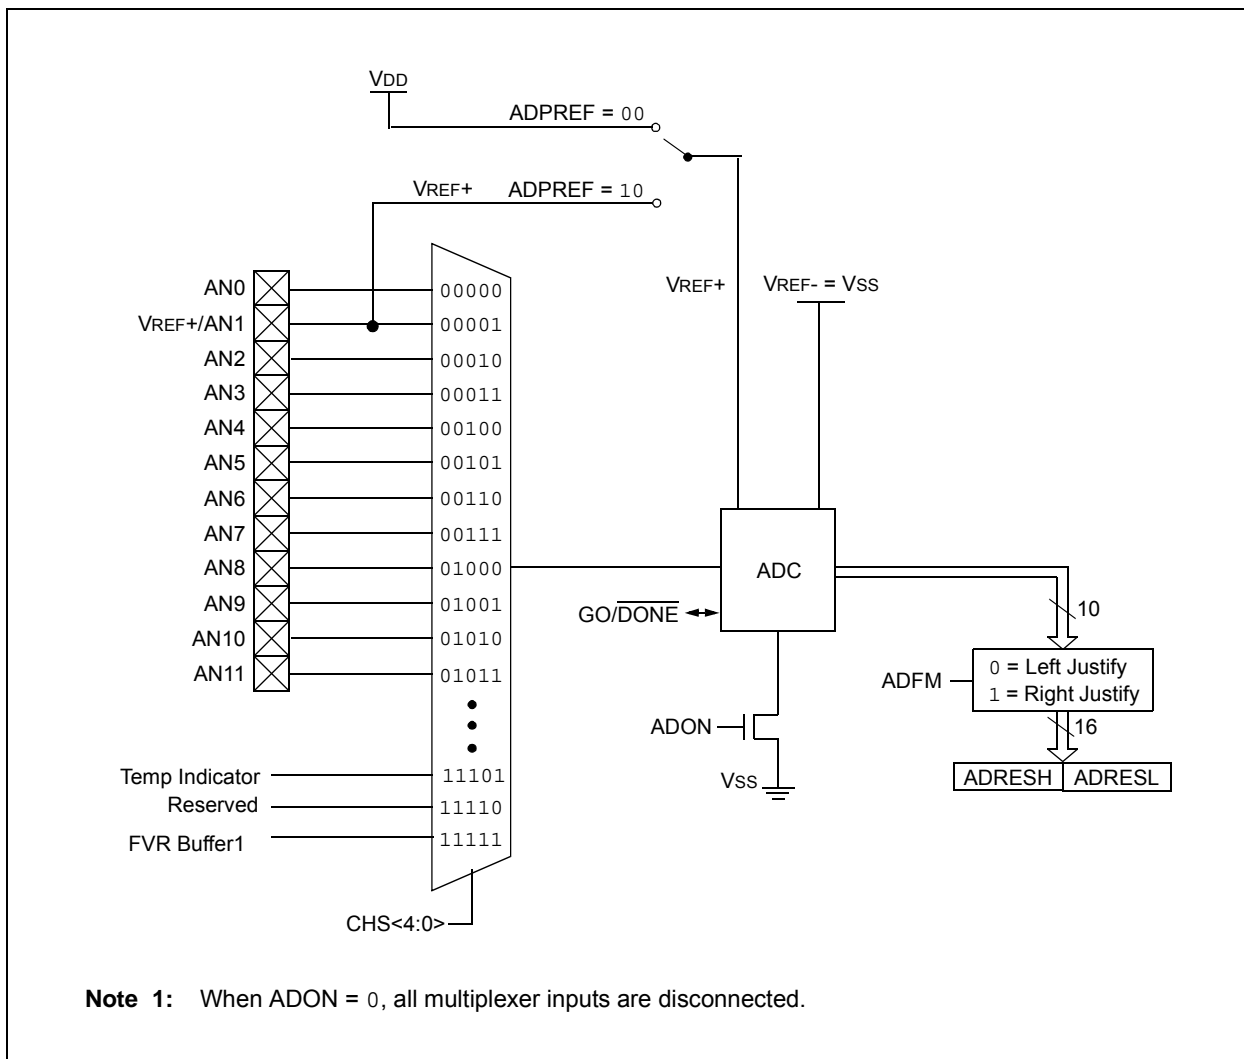 VDD
ADPREF = 00
VREF+ ADPREF = 10
VREF+
VREF- = VSS
AN0
VREF+/AN1
AN2
AN3
AN4
AN5
AN6
AN7
AN8
AN9
AN10
AN11
00000
00001
00010
00011
00100
00101
00110
00111
01000
01001
01010
01011
Temp Indicator
Reserved
FVR Buffer1
11101
11110
11111
CHS<4:0>
ADC
GO/DONE
ADON
VSS
10
ADFM
0 = Left Justify
1 = Right Justify
16
ADRESH ADRESL
Note 1: When ADON = 0, all multiplexer inputs are disconnected.